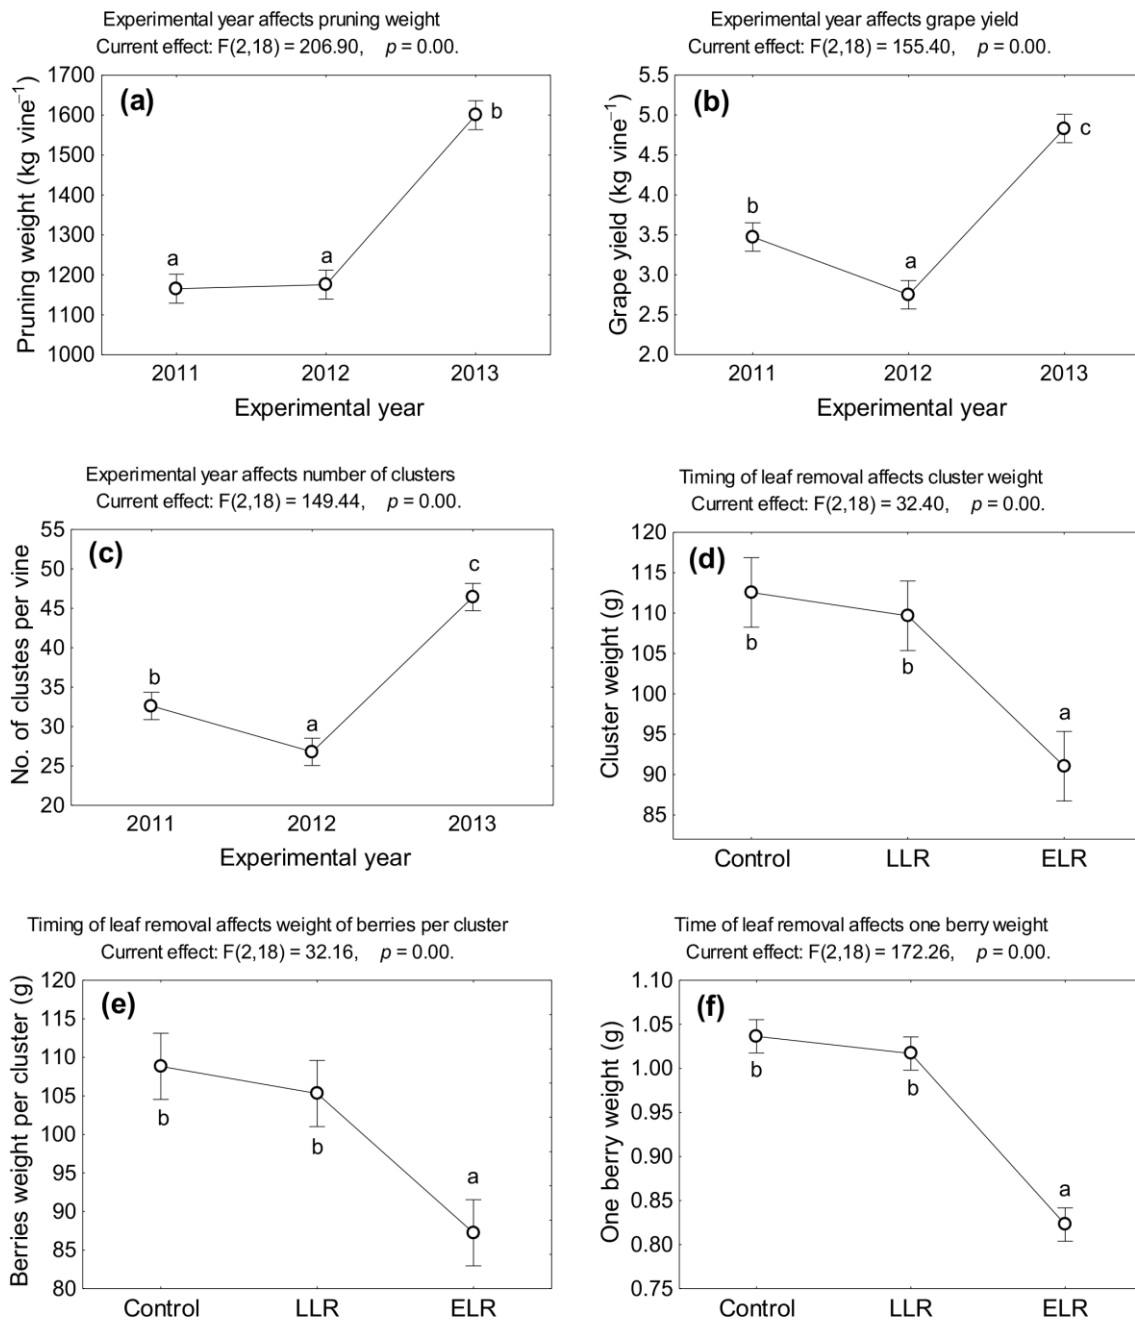 Experimental year affects pruning weight
Current effect: F(2,18) = 206.90, p = 0.00.
(a)
Pruning weight (kg vine⁻¹)
1700
1600
1500
1400
1300
1200
1100
1000
a
a
b
2011 2012 2013
Experimental year
Experimental year affects grape yield
Current effect: F(2,18) = 155.40, p = 0.00.
(b)
Grape yield (kg vine⁻¹)
5.5
5.0
4.5
4.0
3.5
3.0
2.5
2.0
b
a
c
2011 2012 2013
Experimental year
Experimental year affects number of clusters
Current effect: F(2,18) = 149.44, p = 0.00.
(c)
No. of clustes per vine
55
50
45
40
35
30
25
20
b
a
c
2011 2012 2013
Experimental year
Timing of leaf removal affects cluster weight
Current effect: F(2,18) = 32.40, p = 0.00.
(d)
Cluster weight (g)
120
115
110
105
100
95
90
85
b
b
a
Control LLR ELR
Timing of leaf removal affects weight of berries per cluster
Current effect: F(2,18) = 32.16, p = 0.00.
(e)
Berries weight per cluster (g)
120
115
110
105
100
95
90
85
80
b
b
a
Control LLR ELR
Time of leaf removal affects one berry weight
Current effect: F(2,18) = 172.26, p = 0.00.
(f)
One berry weight (g)
1.10
1.05
1.00
0.95
0.90
0.85
0.80
0.75
b
b
a
Control LLR ELR